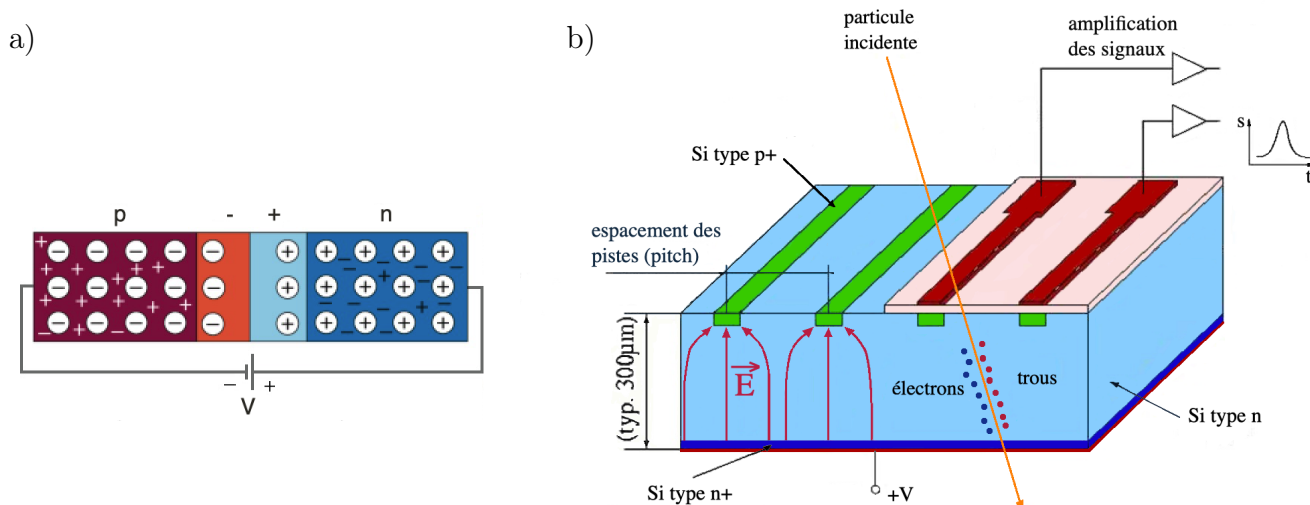 a)
p - + n
− +
V
b)
particule
incidente
amplification
des signaux
s
t
Si type p+
espacement des
pistes (pitch)
(typ. 300µm)
E
électrons
trous
Si type n
Si type n+
+V